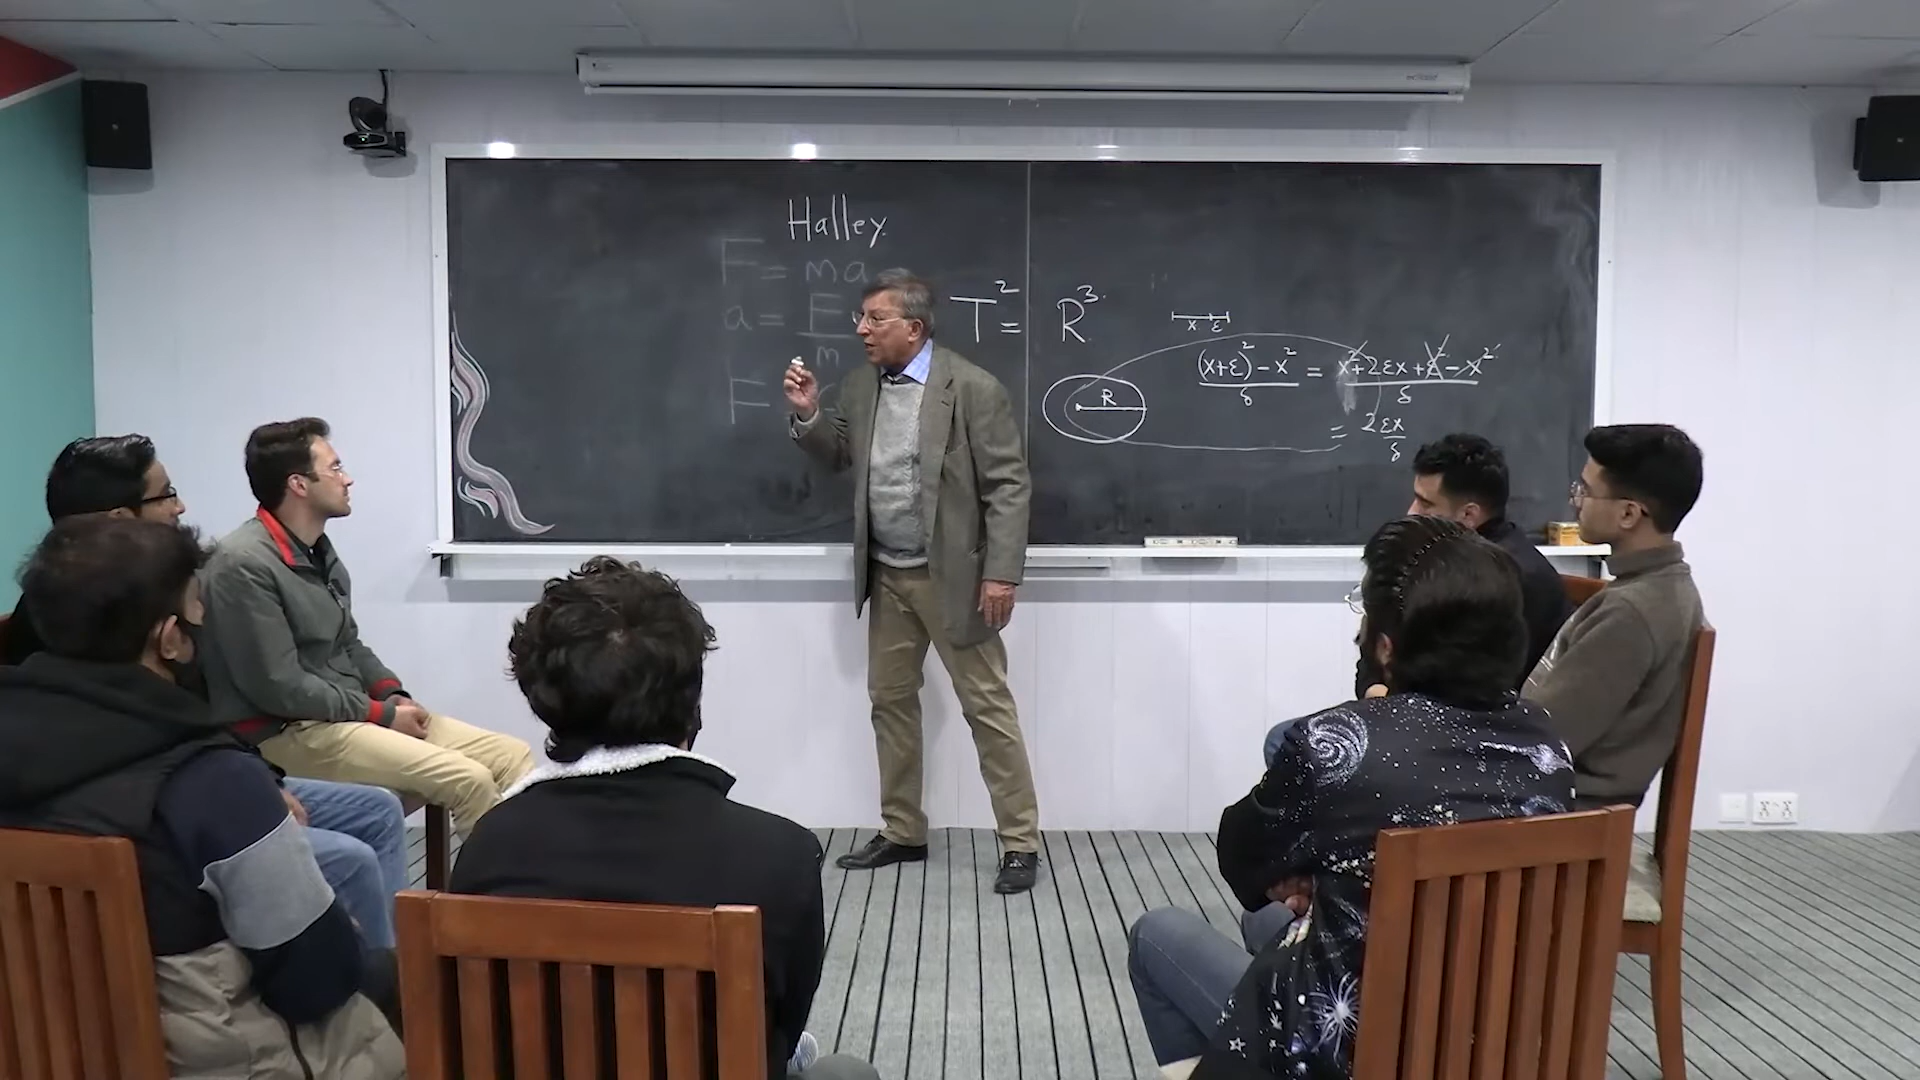 Halley
F = ma
a = F/m
F
T² = R³
x ε
R
((x+ε)² - x²)/δ = (x² + 2εx + ε² - x²)/δ
= 2εx/δ